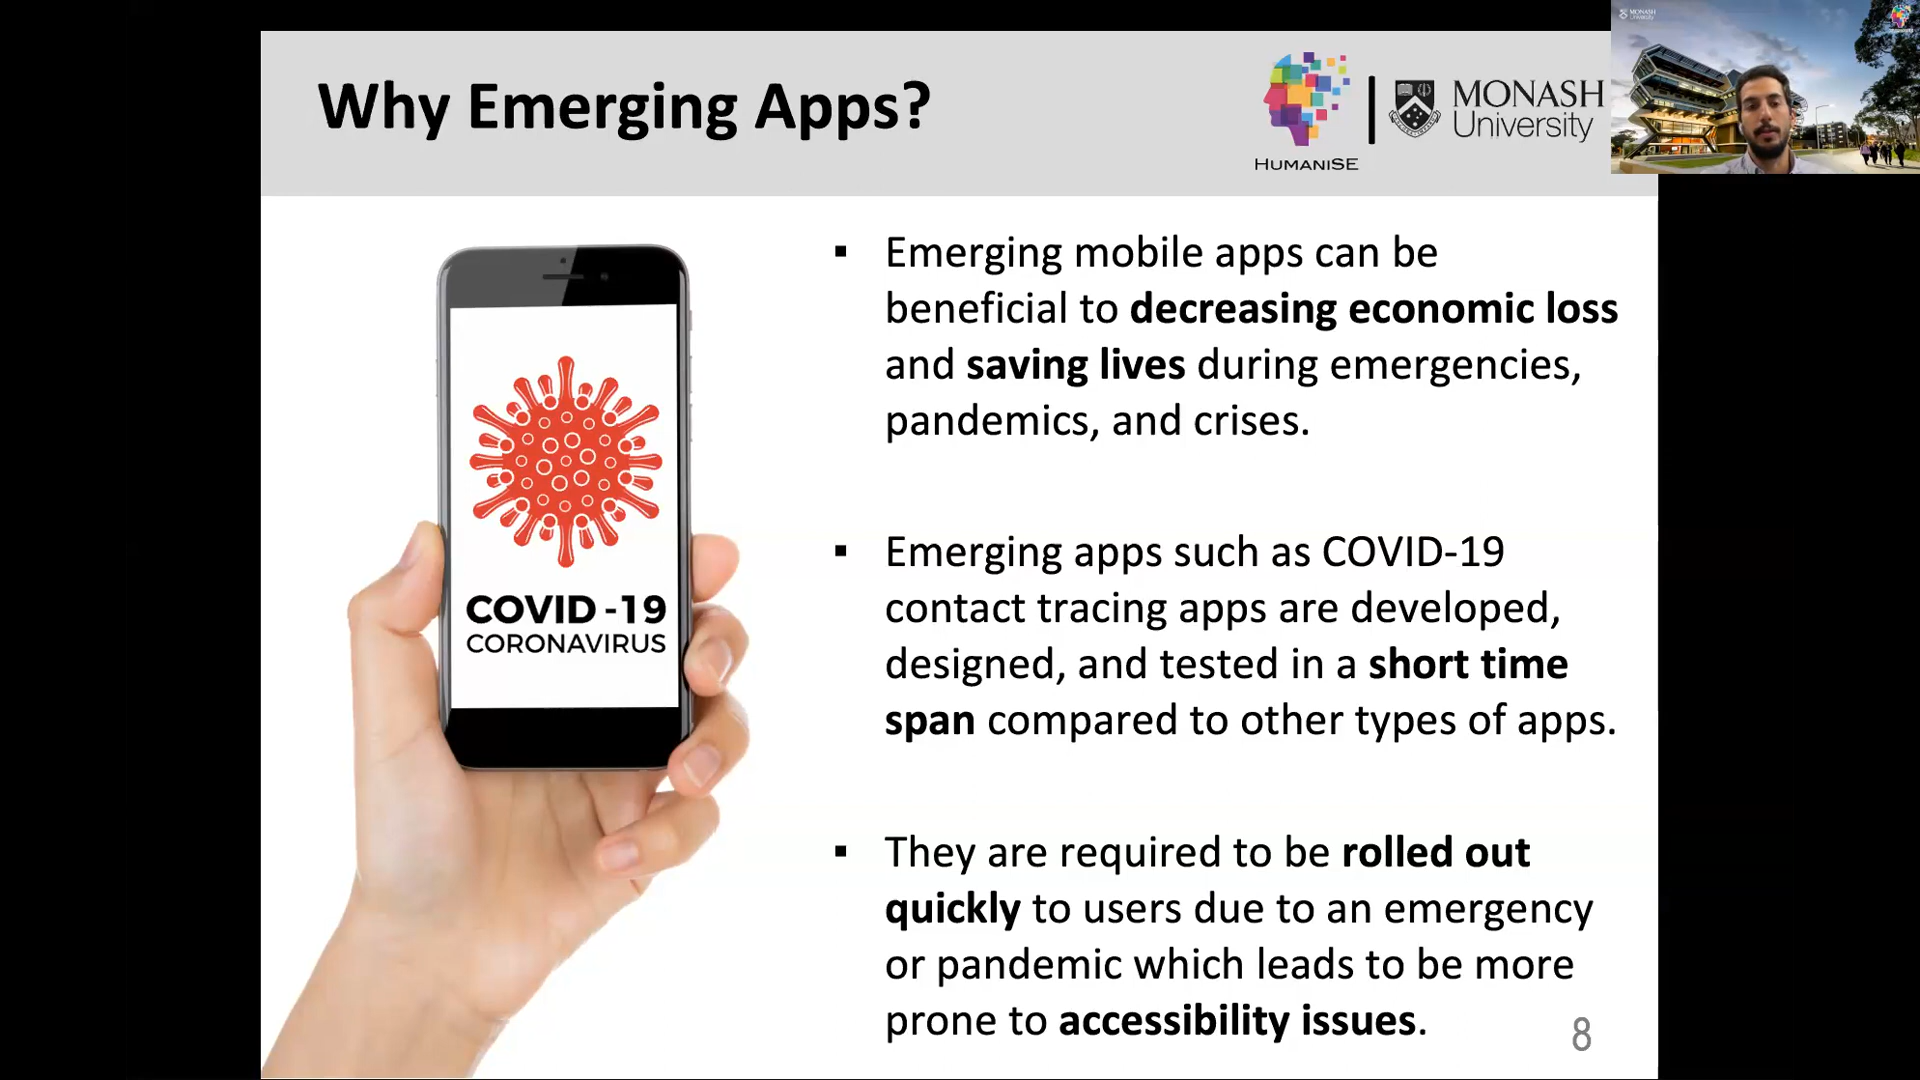 Why Emerging Apps?
HUMANISE
MONASH
University
MONASH
University
▪ Emerging mobile apps can be
beneficial to decreasing economic loss
and saving lives during emergencies,
pandemics, and crises.
▪ Emerging apps such as COVID-19
contact tracing apps are developed,
designed, and tested in a short time
span compared to other types of apps.
▪ They are required to be rolled out
quickly to users due to an emergency
or pandemic which leads to be more
prone to accessibility issues.
COVID -19
CORONAVIRUS
8